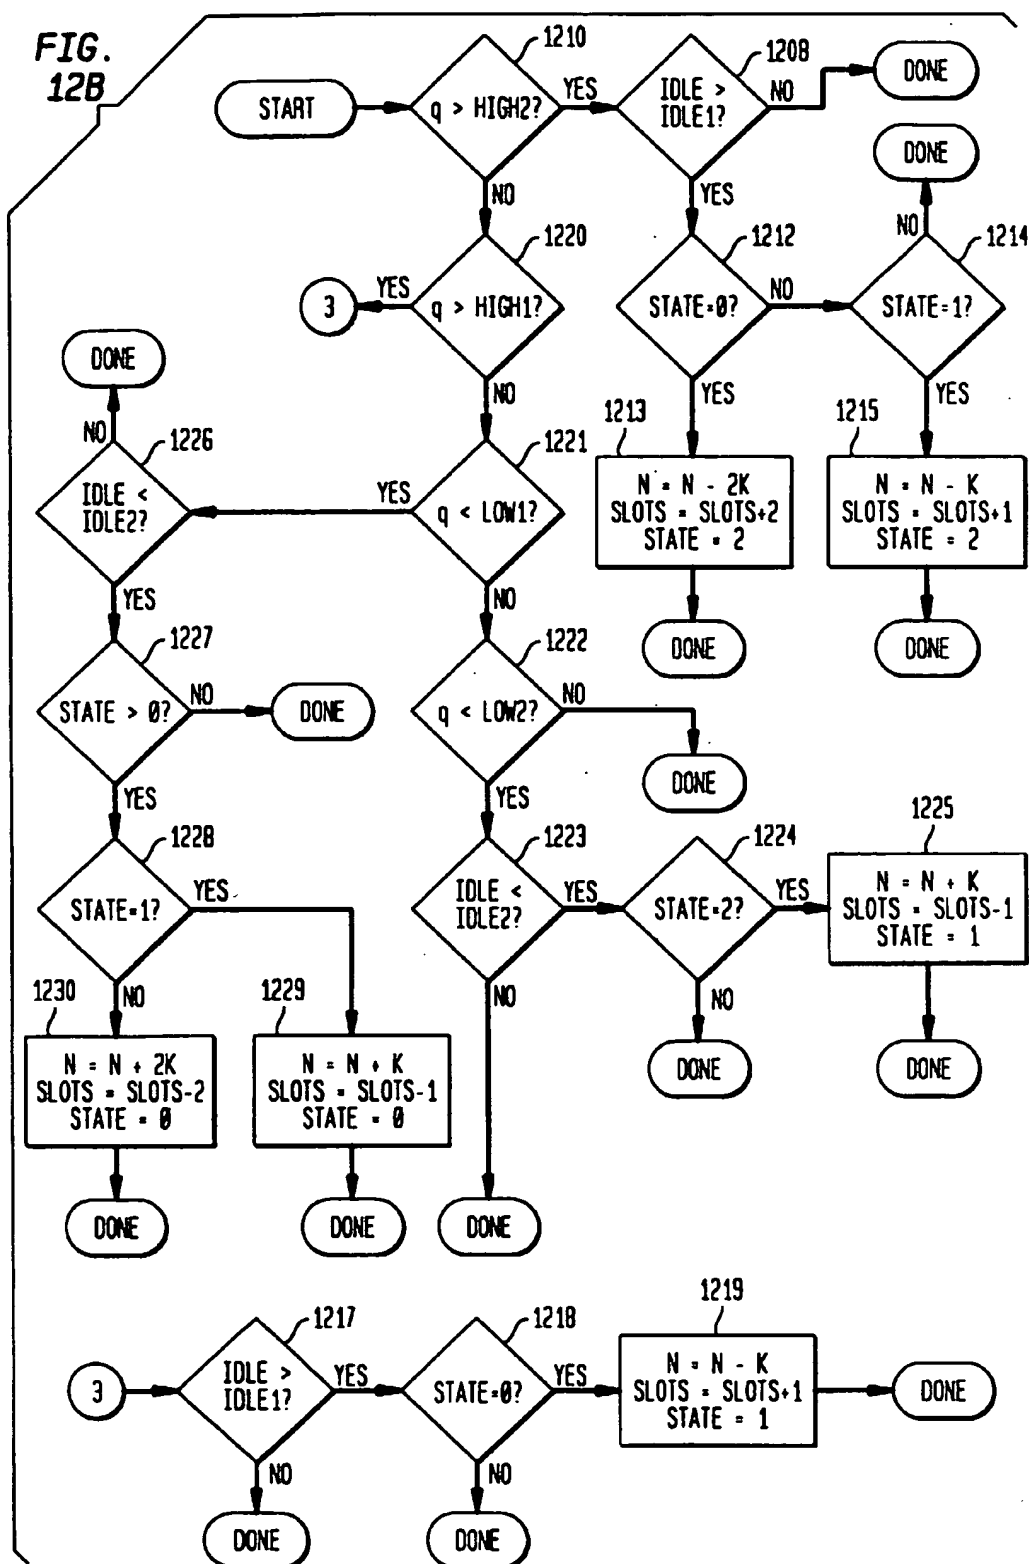 FIG.
12B
START
1210
q > HIGH2?
YES
NO
1208
IDLE >
IDLE1?
NO
YES
DONE
DONE
1220
q > HIGH1?
YES
3
NO
1212
STATE=0?
NO
YES
1214
STATE=1?
NO
YES
DONE
1226
IDLE <
IDLE2?
NO
YES
1221
q < LOW1?
YES
NO
1213
N = N - 2K
SLOTS = SLOTS+2
STATE = 2
DONE
1215
N = N - K
SLOTS = SLOTS+1
STATE = 2
DONE
1227
STATE > 0?
NO
DONE
YES
1222
q < LOW2?
NO
DONE
YES
1228
STATE=1?
YES
NO
1223
IDLE <
IDLE2?
YES
NO
1224
STATE=2?
YES
NO
DONE
1225
N = N + K
SLOTS = SLOTS-1
STATE = 1
DONE
1230
N = N + 2K
SLOTS = SLOTS-2
STATE = 0
DONE
1229
N = N + K
SLOTS = SLOTS-1
STATE = 0
DONE
DONE
3
1217
IDLE >
IDLE1?
YES
NO
DONE
1218
STATE=0?
YES
NO
DONE
1219
N = N - K
SLOTS = SLOTS+1
STATE = 1
DONE